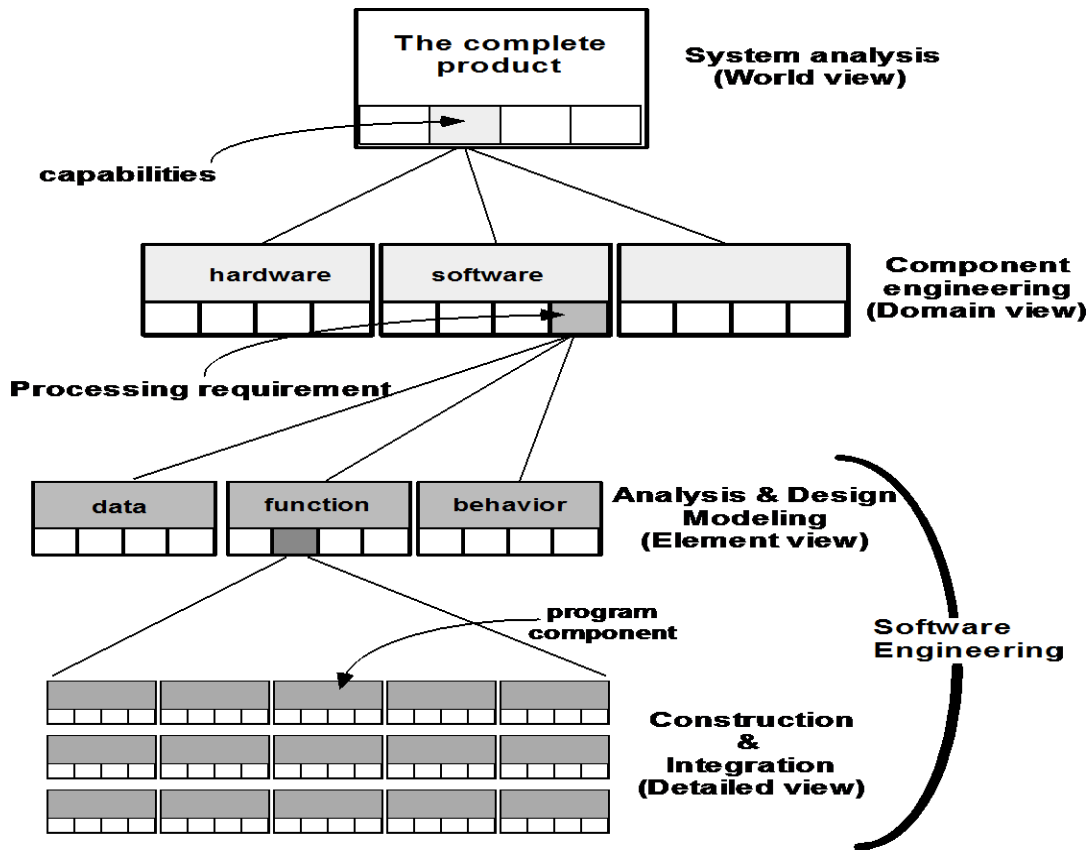 The complete
product
System analysis
(World view)
capabilities
hardware
software
Component
engineering
(Domain view)
Processing requirement
data
function
behavior
Analysis & Design
Modeling
(Element view)
program
component
Software
Engineering
Construction
&
Integration
(Detailed view)